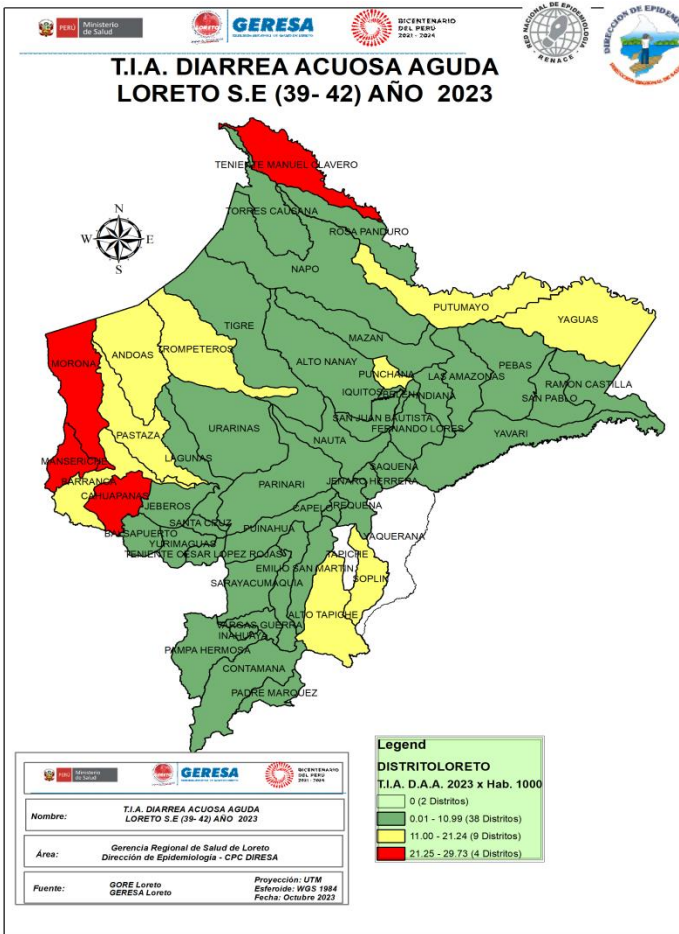 PERÚ Ministerio de Salud
GERESA
BICENTENARIO DEL PERÚ 2021 - 2024
RED NACIONAL DE EPIDEMIOLOGIA
RENACE
T.I.A. DIARREA ACUOSA AGUDA
LORETO S.E (39- 42) AÑO 2023
N
W E
S
TENIENTE MANUEL CLAVERO
TORRES CAUSANA
ROSA PANDURO
NAPO
PUTUMAYO
YAGUAS
TIGRE
MAZAN
MORONA
ANDOAS
TROMPETEROS
ALTO NANAY
PUNCHANA
LAS AMAZONAS
PEBAS
RAMON CASTILLA
IQUITOS
BELEN
INDIANA
SAN PABLO
SAN JUAN BAUTISTA
FERNANDO LORES
YAVARI
URARINAS
PASTAZA
NAUTA
LAGUNAS
SAQUENA
MANSERICHE
BARRANCA
CAHUAPANAS
PARINARI
JENARO HERRERA
JEBEROS
CAPELO
REQUENA
SANTA CRUZ
PUINAHUA
BALSAPUERTO
YURIMAGUAS
YAQUERANA
TENIENTE CESAR LOPEZ ROJAS
TAPICHE
EMILIO SAN MARTIN
SOPLIN
SARAYACU
MAQUIA
ALTO TAPICHE
VARGAS GUERRA
INAHUAYA
PAMPA HERMOSA
CONTAMANA
PADRE MARQUEZ
PERÚ Ministerio de Salud
GERESA
BICENTENARIO DEL PERÚ 2021 - 2024
Nombre: T.I.A. DIARREA ACUOSA AGUDA
LORETO S.E (39- 42) AÑO 2023
Área: Gerencia Regional de Salud de Loreto
Dirección de Epidemiología - CPC DIRESA
Fuente: GORE Loreto
GERESA Loreto
Proyección: UTM
Esferoide: WGS 1984
Fecha: Octubre 2023
Legend
DISTRITOLORETO
T.I.A. D.A.A. 2023 x Hab. 1000
0 (2 Distritos)
0.01 - 10.99 (38 Distritos)
11.00 - 21.24 (9 Distritos)
21.25 - 29.73 (4 Distritos)